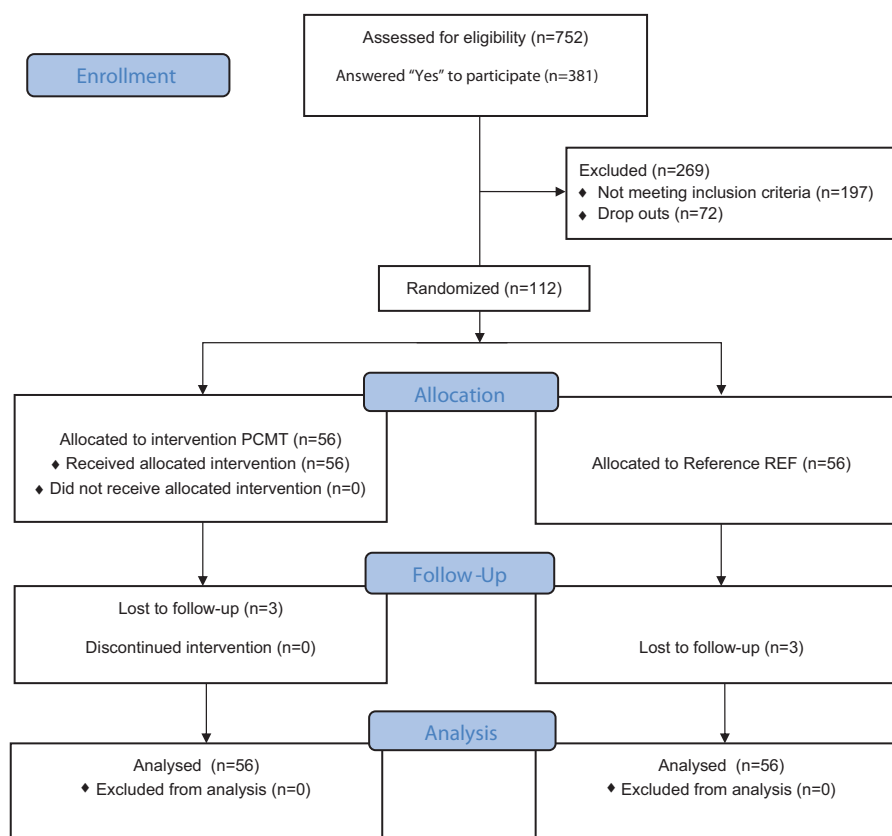 Assessed for eligibility (n=752)
Answered "Yes" to participate (n=381)
Enrollment
Excluded (n=269)
♦ Not meeting inclusion criteria (n=197)
♦ Drop outs (n=72)
Randomized (n=112)
Allocation
Allocated to intervention PCMT (n=56)
♦ Received allocated intervention (n=56)
♦ Did not receive allocated intervention (n=0)
Allocated to Reference REF (n=56)
Follow-Up
Lost to follow-up (n=3)
Discontinued intervention (n=0)
Lost to follow-up (n=3)
Analysis
Analysed (n=56)
♦ Excluded from analysis (n=0)
Analysed (n=56)
♦ Excluded from analysis (n=0)